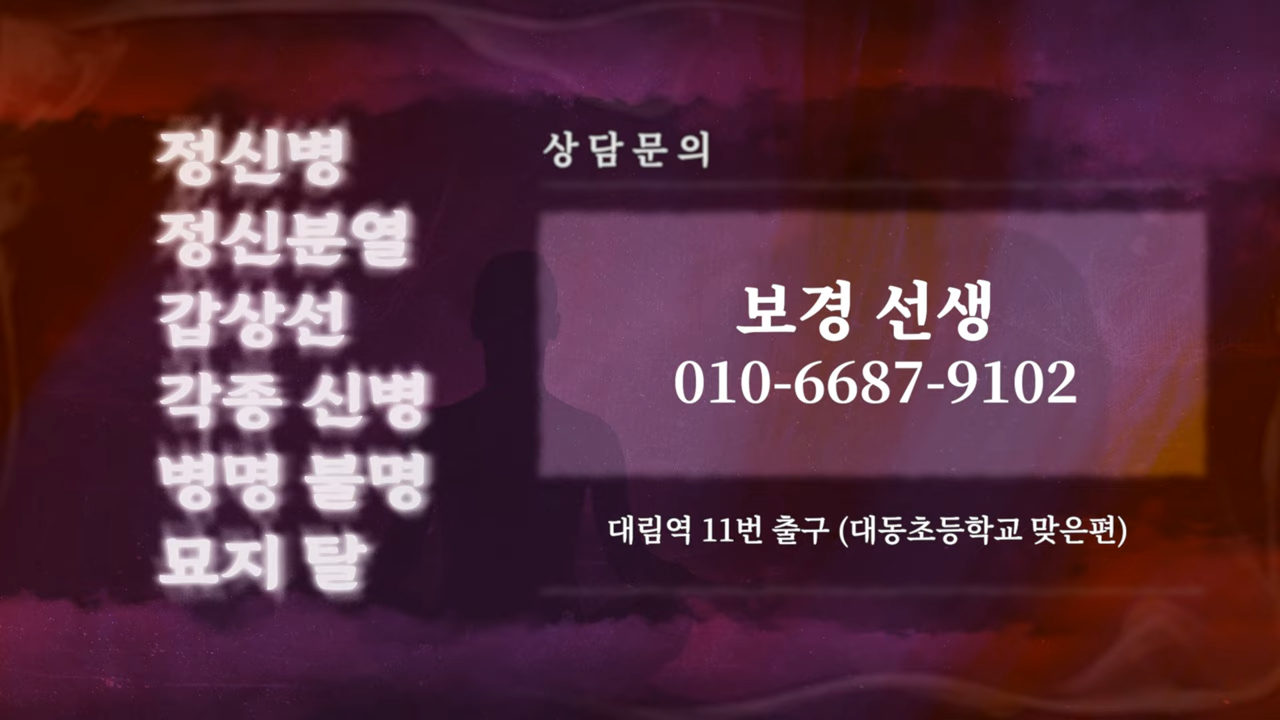 정신병
정신분열
갑상선
각종 신병
병명 불명
묘지 탈
상담문의
보경 선생
010-6687-9102
대림역 11번 출구 (대동초등학교 맞은편)